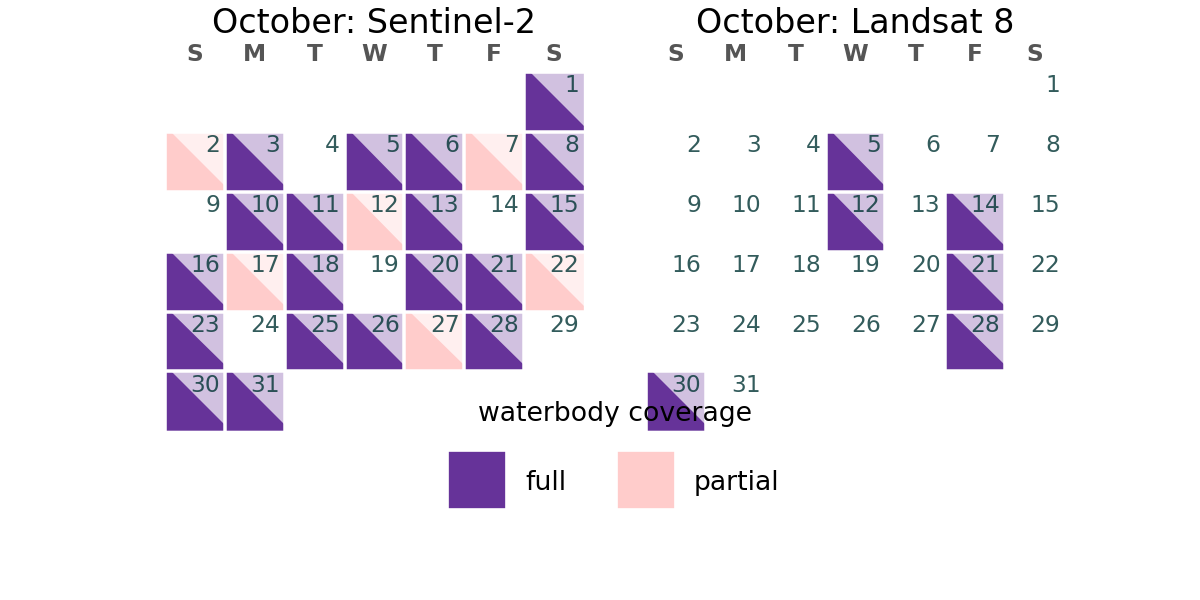 October: Sentinel-2
S M T W T F S
1
2 3 4 5 6 7 8
9 10 11 12 13 14 15
16 17 18 19 20 21 22
23 24 25 26 27 28 29
30 31
October: Landsat 8
S M T W T F S
1
2 3 4 5 6 7 8
9 10 11 12 13 14 15
16 17 18 19 20 21 22
23 24 25 26 27 28 29
30 31
waterbody coverage
full partial